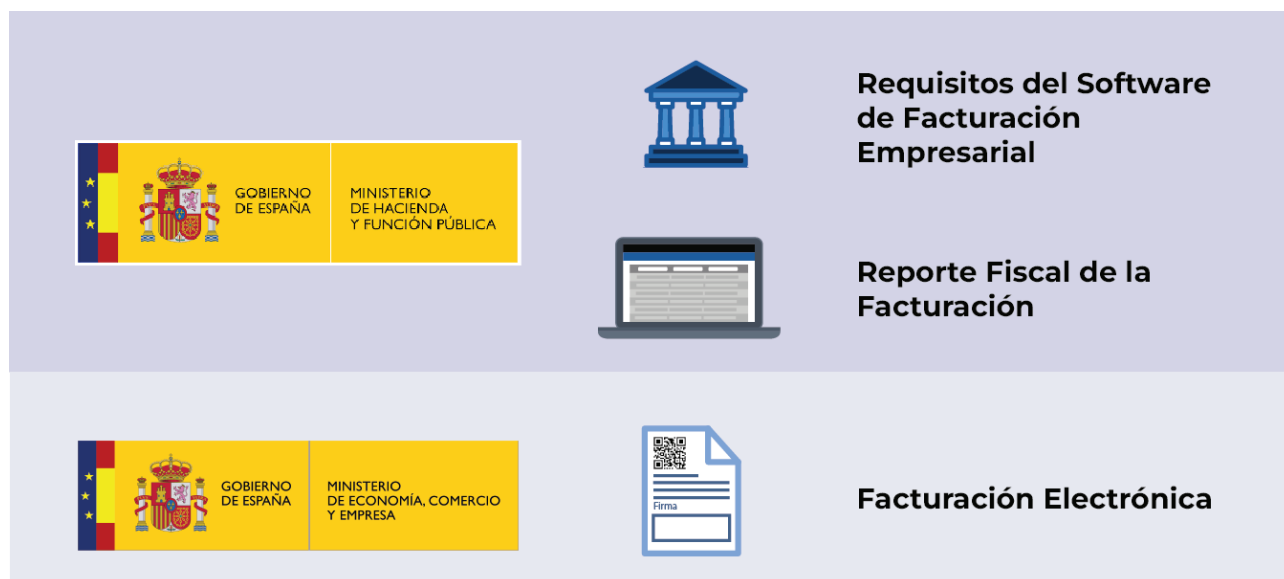 Requisitos del Software
de Facturación
Empresarial
GOBIERNO
DE ESPAÑA
MINISTERIO
DE HACIENDA
Y FUNCIÓN PÚBLICA
Reporte Fiscal de la
Facturación
GOBIERNO
DE ESPAÑA
MINISTERIO
DE ECONOMÍA, COMERCIO
Y EMPRESA
Firma
Facturación Electrónica